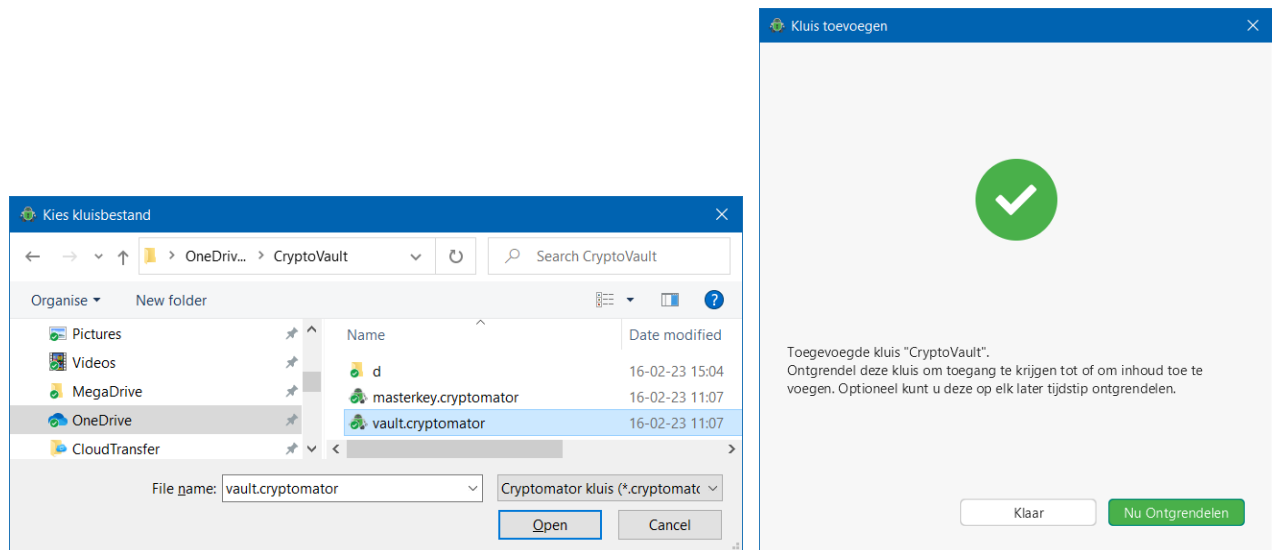 Kies kluisbestand
OneDriv... > CryptoVault
Search CryptoVault
Organise New folder
Name Date modified
Pictures
Videos
MegaDrive
OneDrive
CloudTransfer
d 16-02-23 15:04
masterkey.cryptomator 16-02-23 11:07
vault.cryptomator 16-02-23 11:07
File name: vault.cryptomator
Cryptomator kluis (*.cryptomatc
Open Cancel
Kluis toevoegen
Toegevoegde kluis "CryptoVault".
Ontgrendel deze kluis om toegang te krijgen tot of om inhoud toe te
voegen. Optioneel kunt u deze op elk later tijdstip ontgrendelen.
Klaar Nu Ontgrendelen